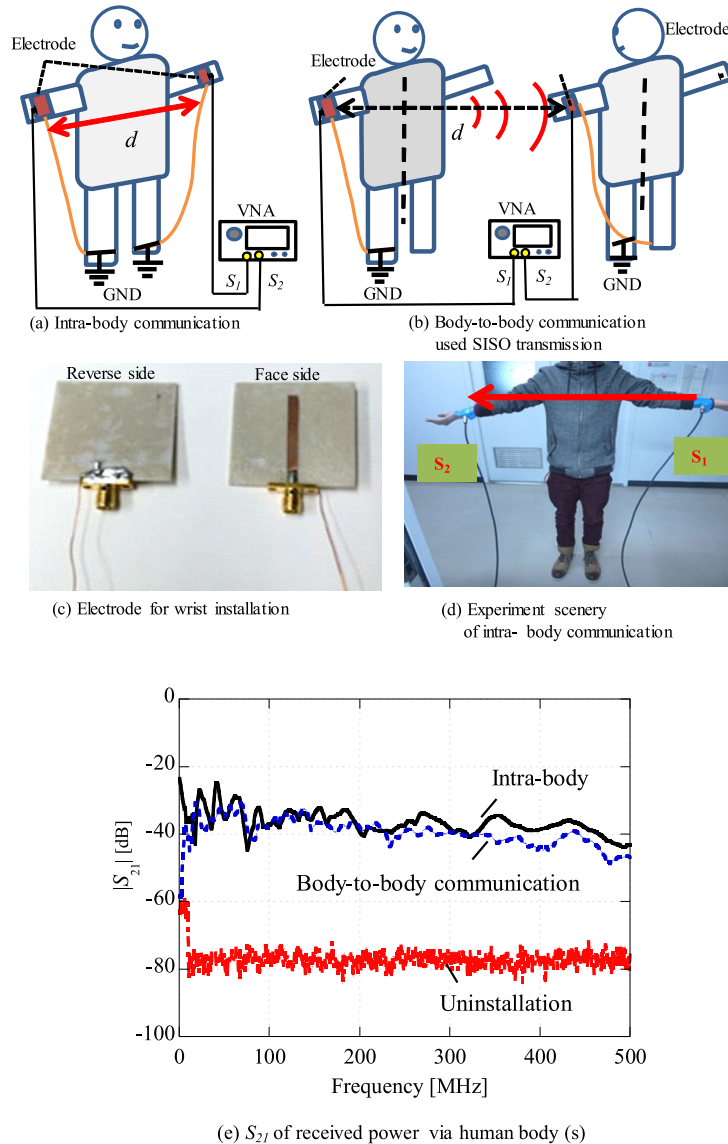 Electrode
d
VNA
S1 S2
GND
(a) Intra-body communication
Electrode
Electrode
d
VNA
S1 S2
GND
GND
(b) Body-to-body communication
used SISO transmission
Reverse side
Face side
(c) Electrode for wrist installation
S2
S1
(d) Experiment scenery
of intra- body communication
0
-20
-40
-60
-80
-100
|S21| [dB]
Intra-body
Body-to-body communication
Uninstallation
0 100 200 300 400 500
Frequency [MHz]
(e) S21 of received power via human body (s)